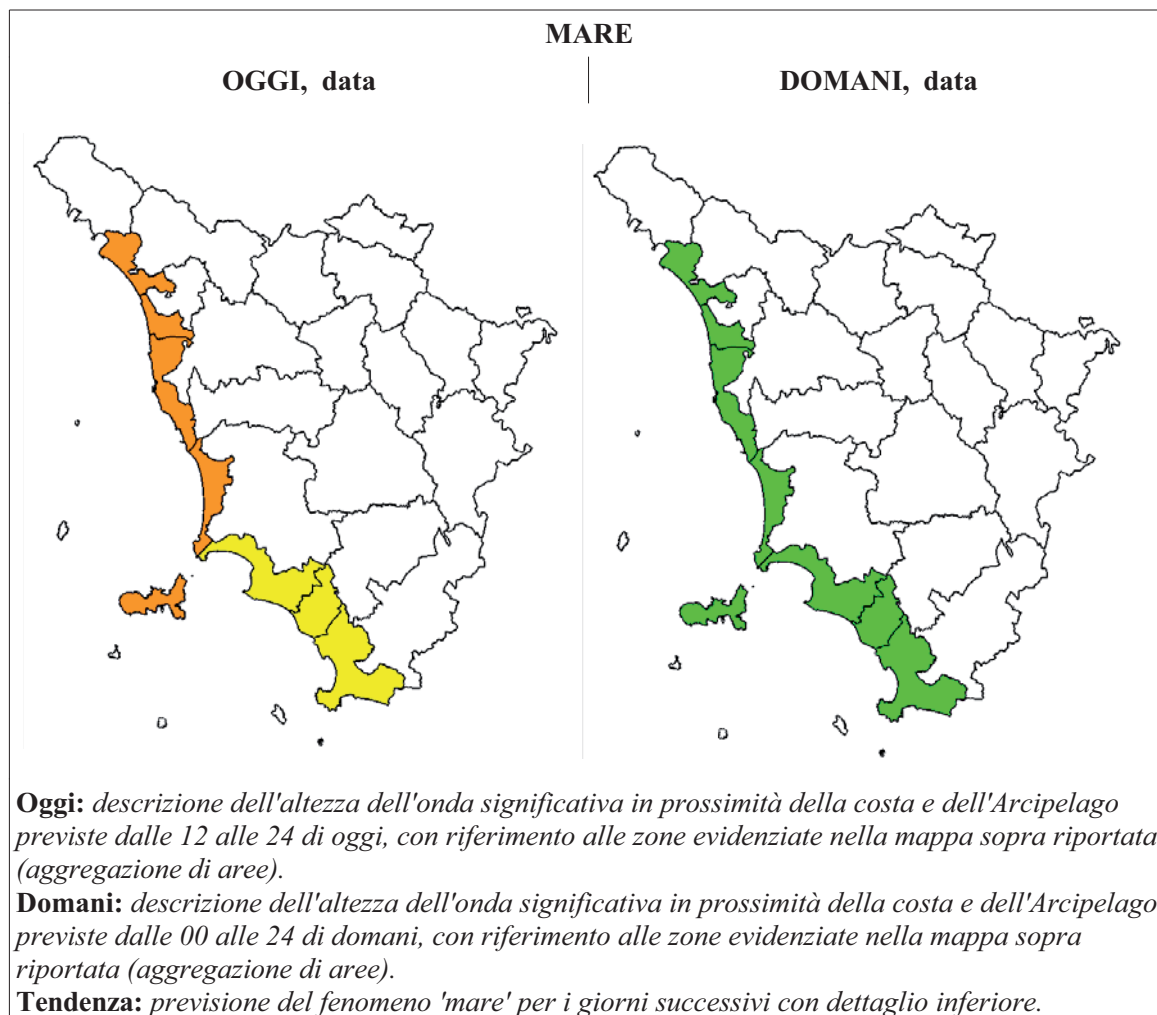 MARE
OGGI, data
DOMANI, data
Oggi: descrizione dell'altezza dell'onda significativa in prossimità della costa e dell'Arcipelago
previste dalle 12 alle 24 di oggi, con riferimento alle zone evidenziate nella mappa sopra riportata
(aggregazione di aree).
Domani: descrizione dell'altezza dell'onda significativa in prossimità della costa e dell'Arcipelago
previste dalle 00 alle 24 di domani, con riferimento alle zone evidenziate nella mappa sopra
riportata (aggregazione di aree).
Tendenza: previsione del fenomeno 'mare' per i giorni successivi con dettaglio inferiore.